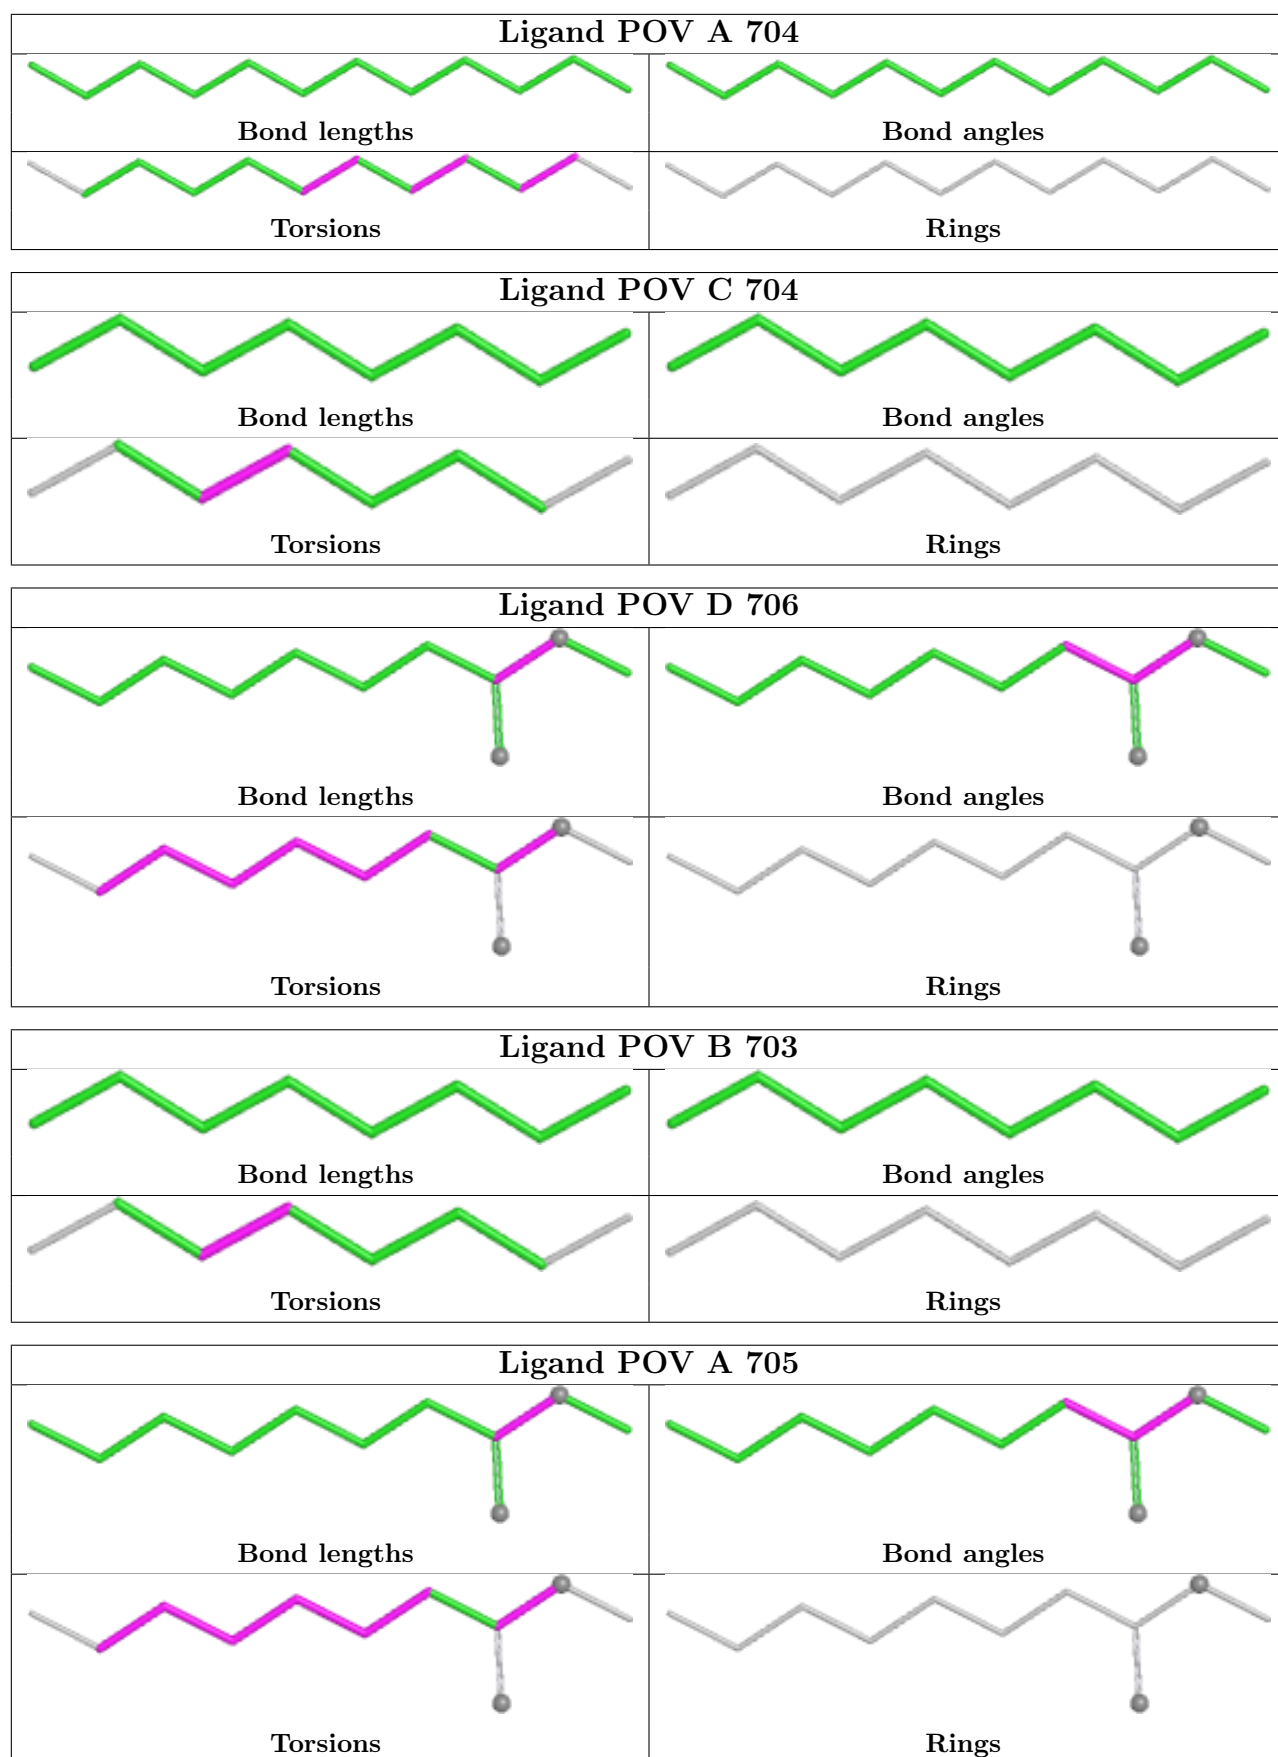 Ligand POV A 704
Bond lengths
Bond angles
Torsions
Rings
Ligand POV C 704
Bond lengths
Bond angles
Torsions
Rings
Ligand POV D 706
Bond lengths
Bond angles
Torsions
Rings
Ligand POV B 703
Bond lengths
Bond angles
Torsions
Rings
Ligand POV A 705
Bond lengths
Bond angles
Torsions
Rings